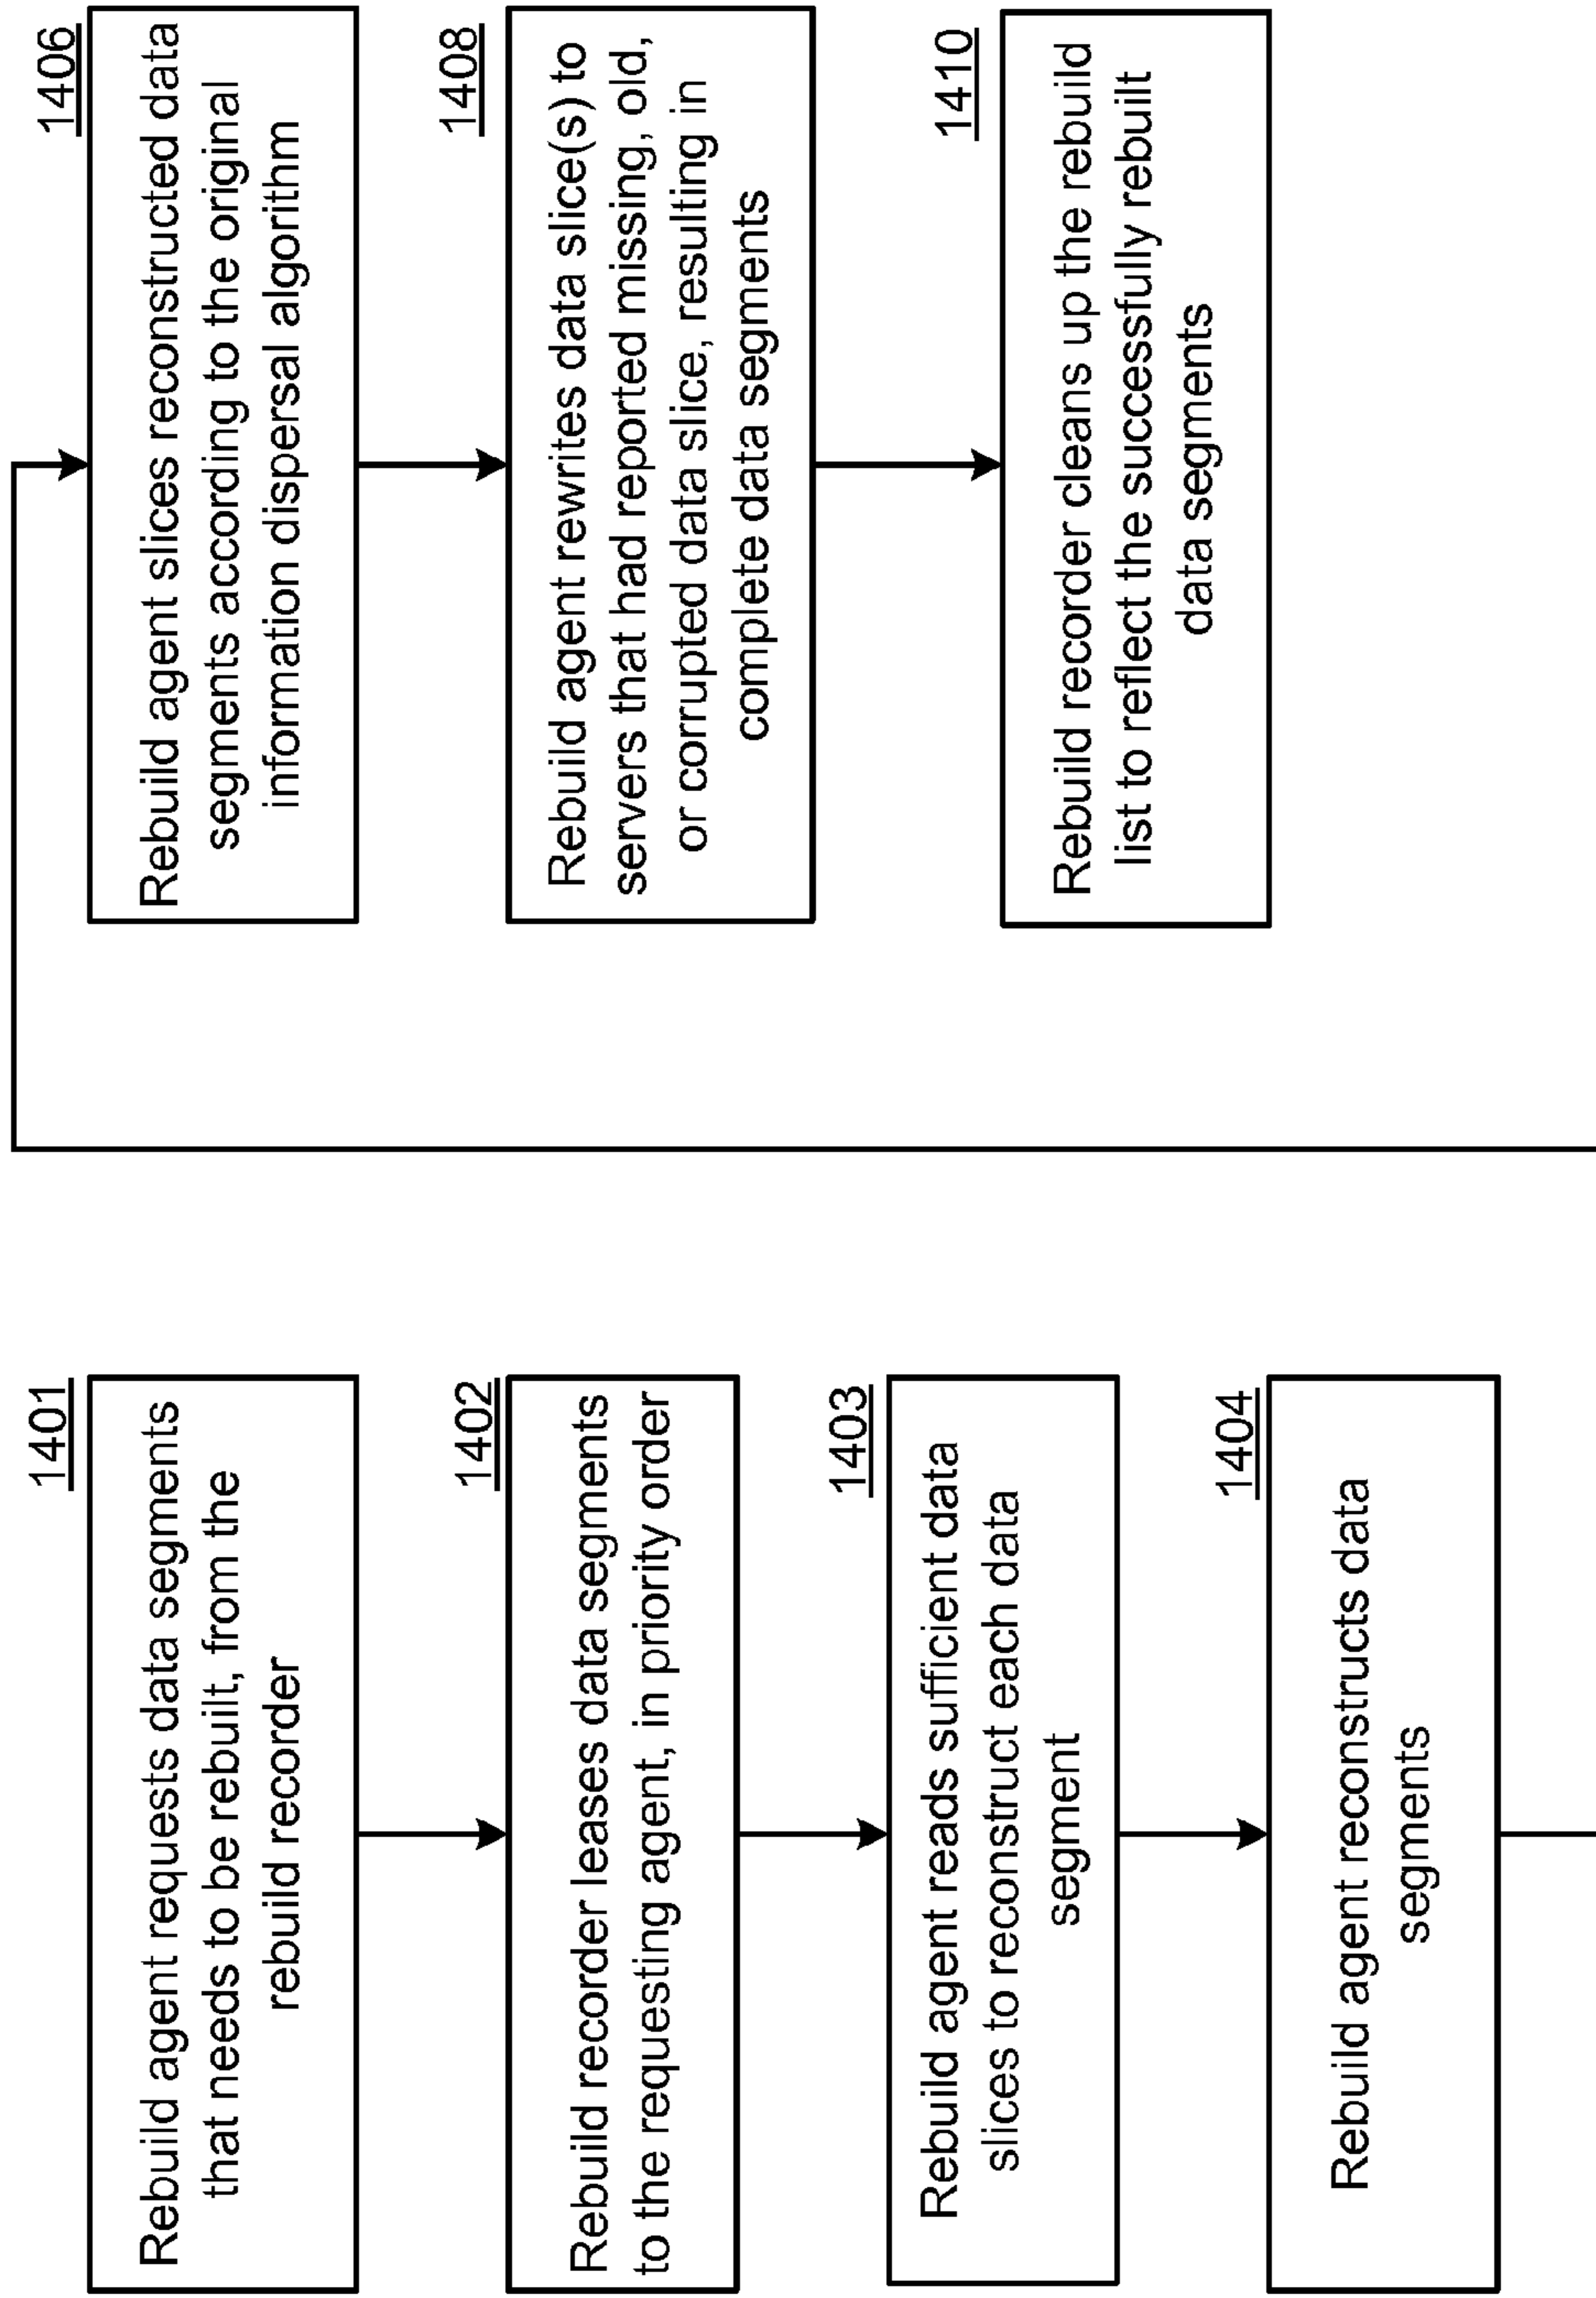 1401
Rebuild agent requests data segments
that needs to be rebuilt, from the
rebuild recorder
1402
Rebuild recorder leases data segments
to the requesting agent, in priority order
1403
Rebuild agent reads sufficient data
slices to reconstruct each data
segment
1404
Rebuild agent reconstructs data
segments
1406
Rebuild agent slices reconstructed data
segments according to the original
information dispersal algorithm
1408
Rebuild agent rewrites data slice(s) to
servers that had reported missing, old,
or corrupted data slice, resulting in
complete data segments
1410
Rebuild recorder cleans up the rebuild
list to reflect the successfully rebuilt
data segments